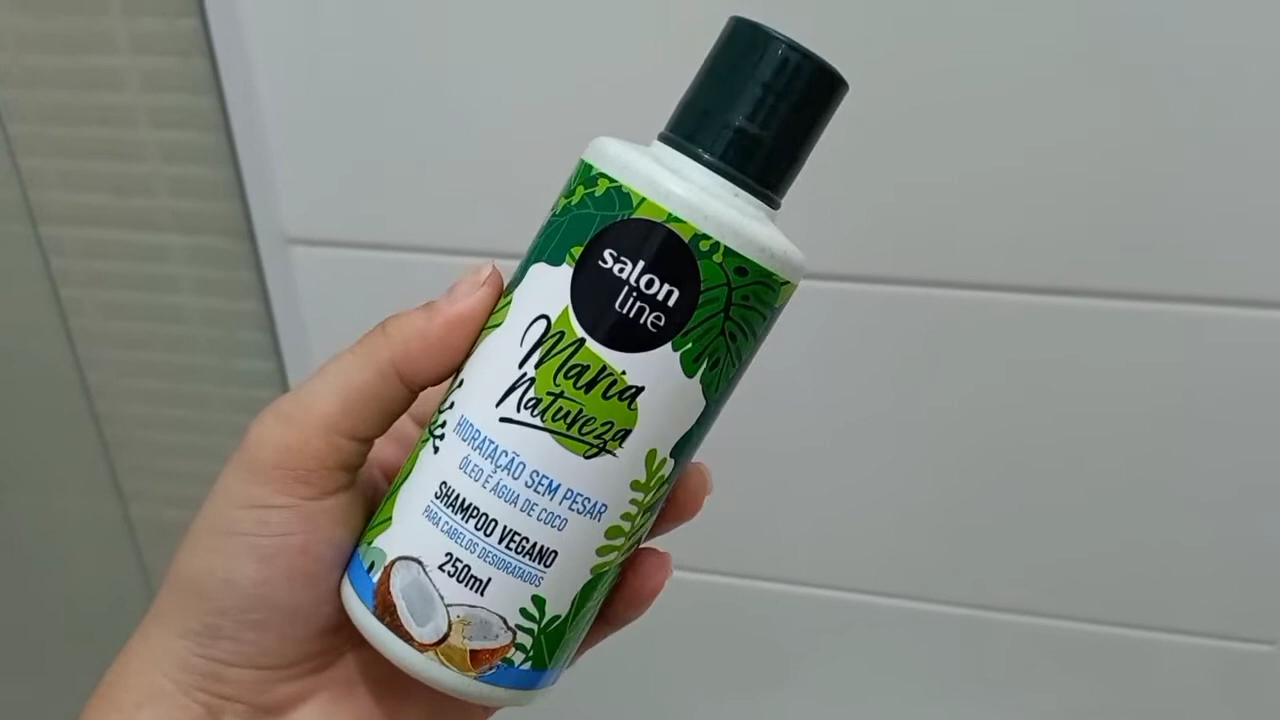 salon
line
Maria
Natureza
HIDRATAÇÃO SEM PESAR
ÓLEO E ÁGUA DE COCO
SHAMPOO VEGANO
PARA CABELOS DESIDRATADOS
250ml